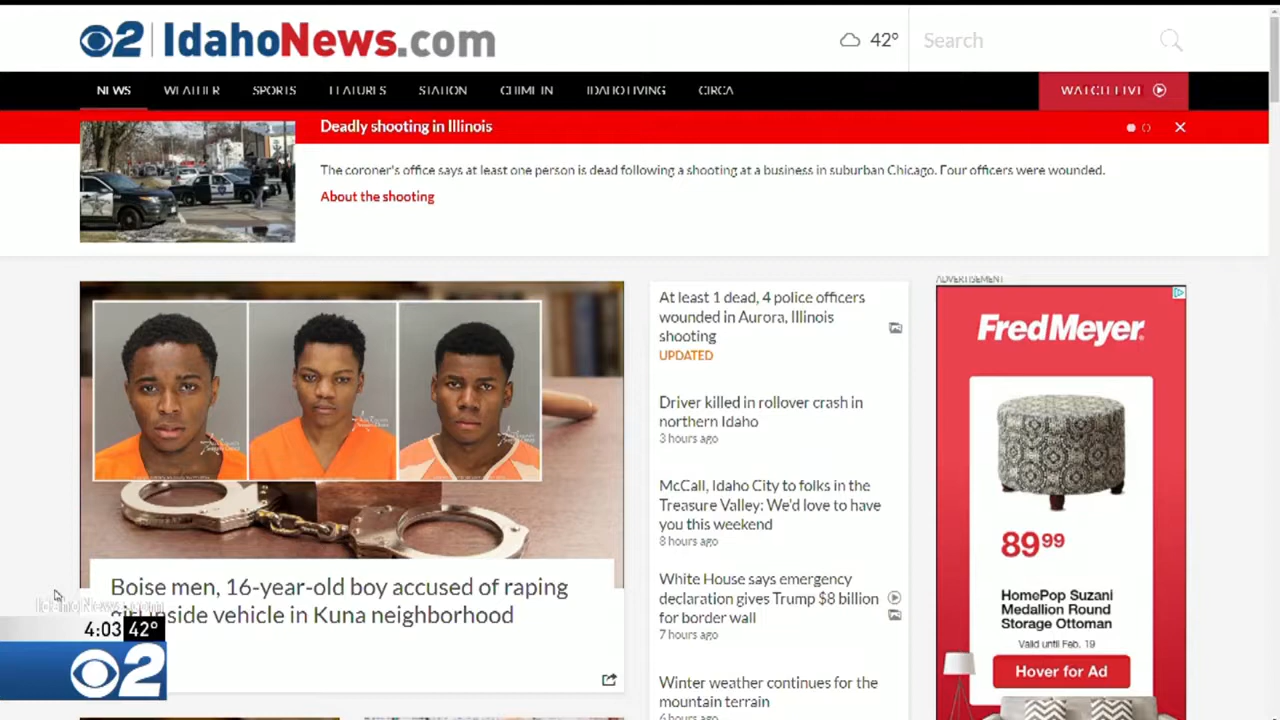 2 IdahoNews.com
42°
Search
NEWS WEATHER SPORTS FEATURES STATION CHIME IN IDAHO LIVING CIRCA WATCH LIVE
Deadly shooting in Illinois
The coroner's office says at least one person is dead following a shooting at a business in suburban Chicago. Four officers were wounded.
About the shooting
Boise men, 16-year-old boy accused of raping
girl inside vehicle in Kuna neighborhood
At least 1 dead, 4 police officers
wounded in Aurora, Illinois
shooting
UPDATED
Driver killed in rollover crash in
northern Idaho
3 hours ago
McCall, Idaho City to folks in the
Treasure Valley: We'd love to have
you this weekend
8 hours ago
White House says emergency
declaration gives Trump $8 billion
for border wall
7 hours ago
Winter weather continues for the
mountain terrain
6 hours ago
ADVERTISEMENT
FredMeyer
89⁹⁹
HomePop Suzani
Medallion Round
Storage Ottoman
Valid until Feb. 19
Hover for Ad
IdahoNews.com
4:03 42°
2